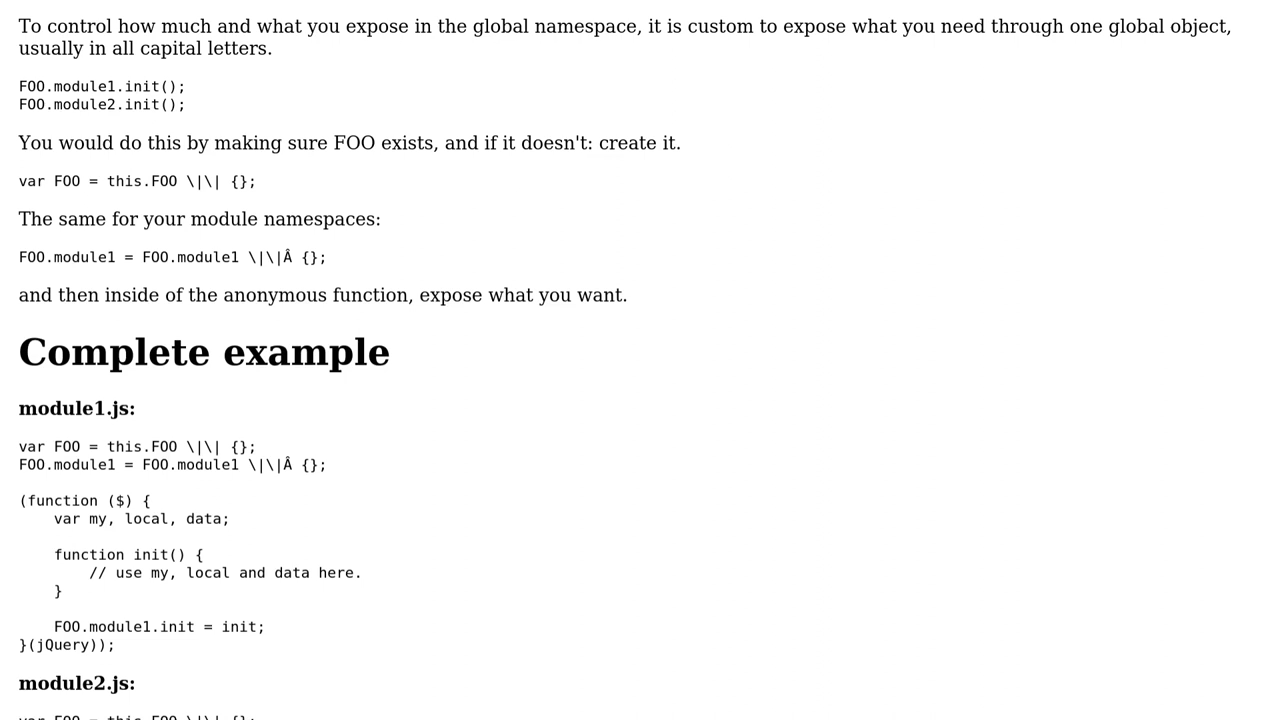 To control how much and what you expose in the global namespace, it is custom to expose what you need through one global object,
usually in all capital letters.
FOO.module1.init();
FOO.module2.init();
You would do this by making sure FOO exists, and if it doesn't: create it.
var FOO = this.FOO \|\| {};
The same for your module namespaces:
FOO.module1 = FOO.module1 \|\|Â {};
and then inside of the anonymous function, expose what you want.
Complete example
module1.js:
var FOO = this.FOO \|\| {};
FOO.module1 = FOO.module1 \|\|Â {};
(function ($) {
    var my, local, data;
    function init() {
        // use my, local and data here.
    }
    FOO.module1.init = init;
}(jQuery));
module2.js:
var FOO = this.FOO \|\| {};